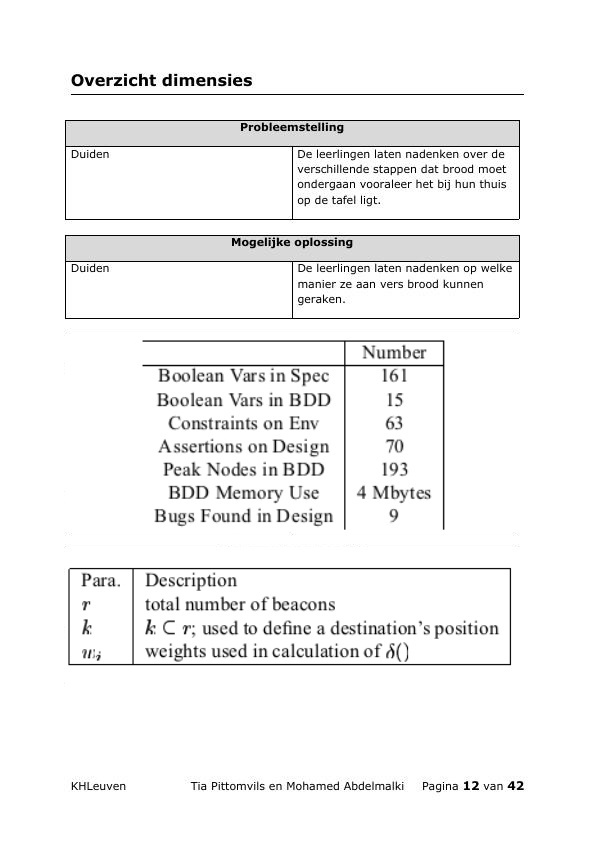 Overzicht dimensies
Probleemstelling
Duiden
De leerlingen laten nadenken over de
verschillende stappen dat brood moet
ondergaan vooraleer het bij hun thuis
op de tafel ligt.
Mogelijke oplossing
Duiden
De leerlingen laten nadenken op welke
manier ze aan vers brood kunnen
geraken.
Number
Boolean Vars in Spec 161
Boolean Vars in BDD 15
Constraints on Env 63
Assertions on Design 70
Peak Nodes in BDD 193
BDD Memory Use 4 Mbytes
Bugs Found in Design 9
Para. Description
r total number of beacons
k k ⊂ r; used to define a destination's position
w_i weights used in calculation of δ()
KHLeuven Tia Pittomvils en Mohamed Abdelmalki Pagina 12 van 42